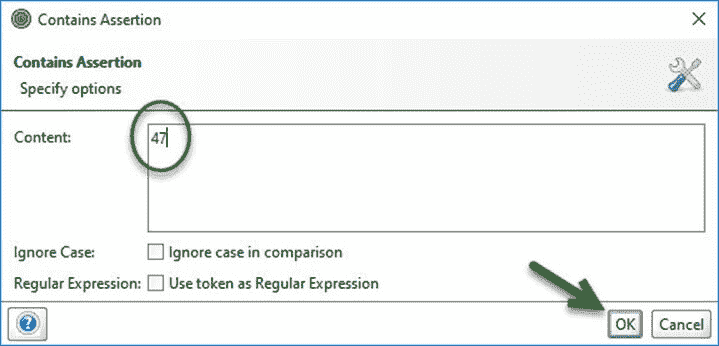 Contains Assertion
Contains Assertion
Specify options
Content:
47
Ignore Case: Ignore case in comparison
Regular Expression: Use token as Regular Expression
? OK Cancel